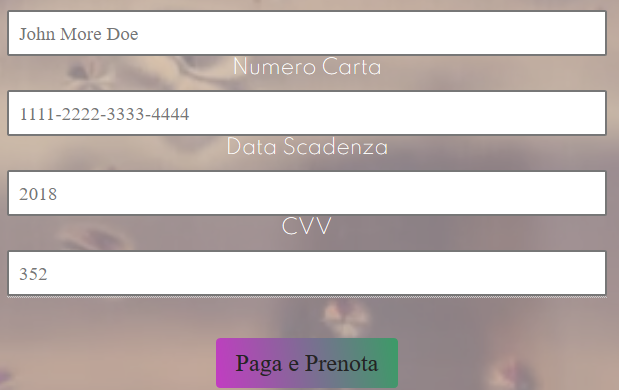 John More Doe
Numero Carta
1111-2222-3333-4444
Data Scadenza
2018
CVV
352
Paga e Prenota